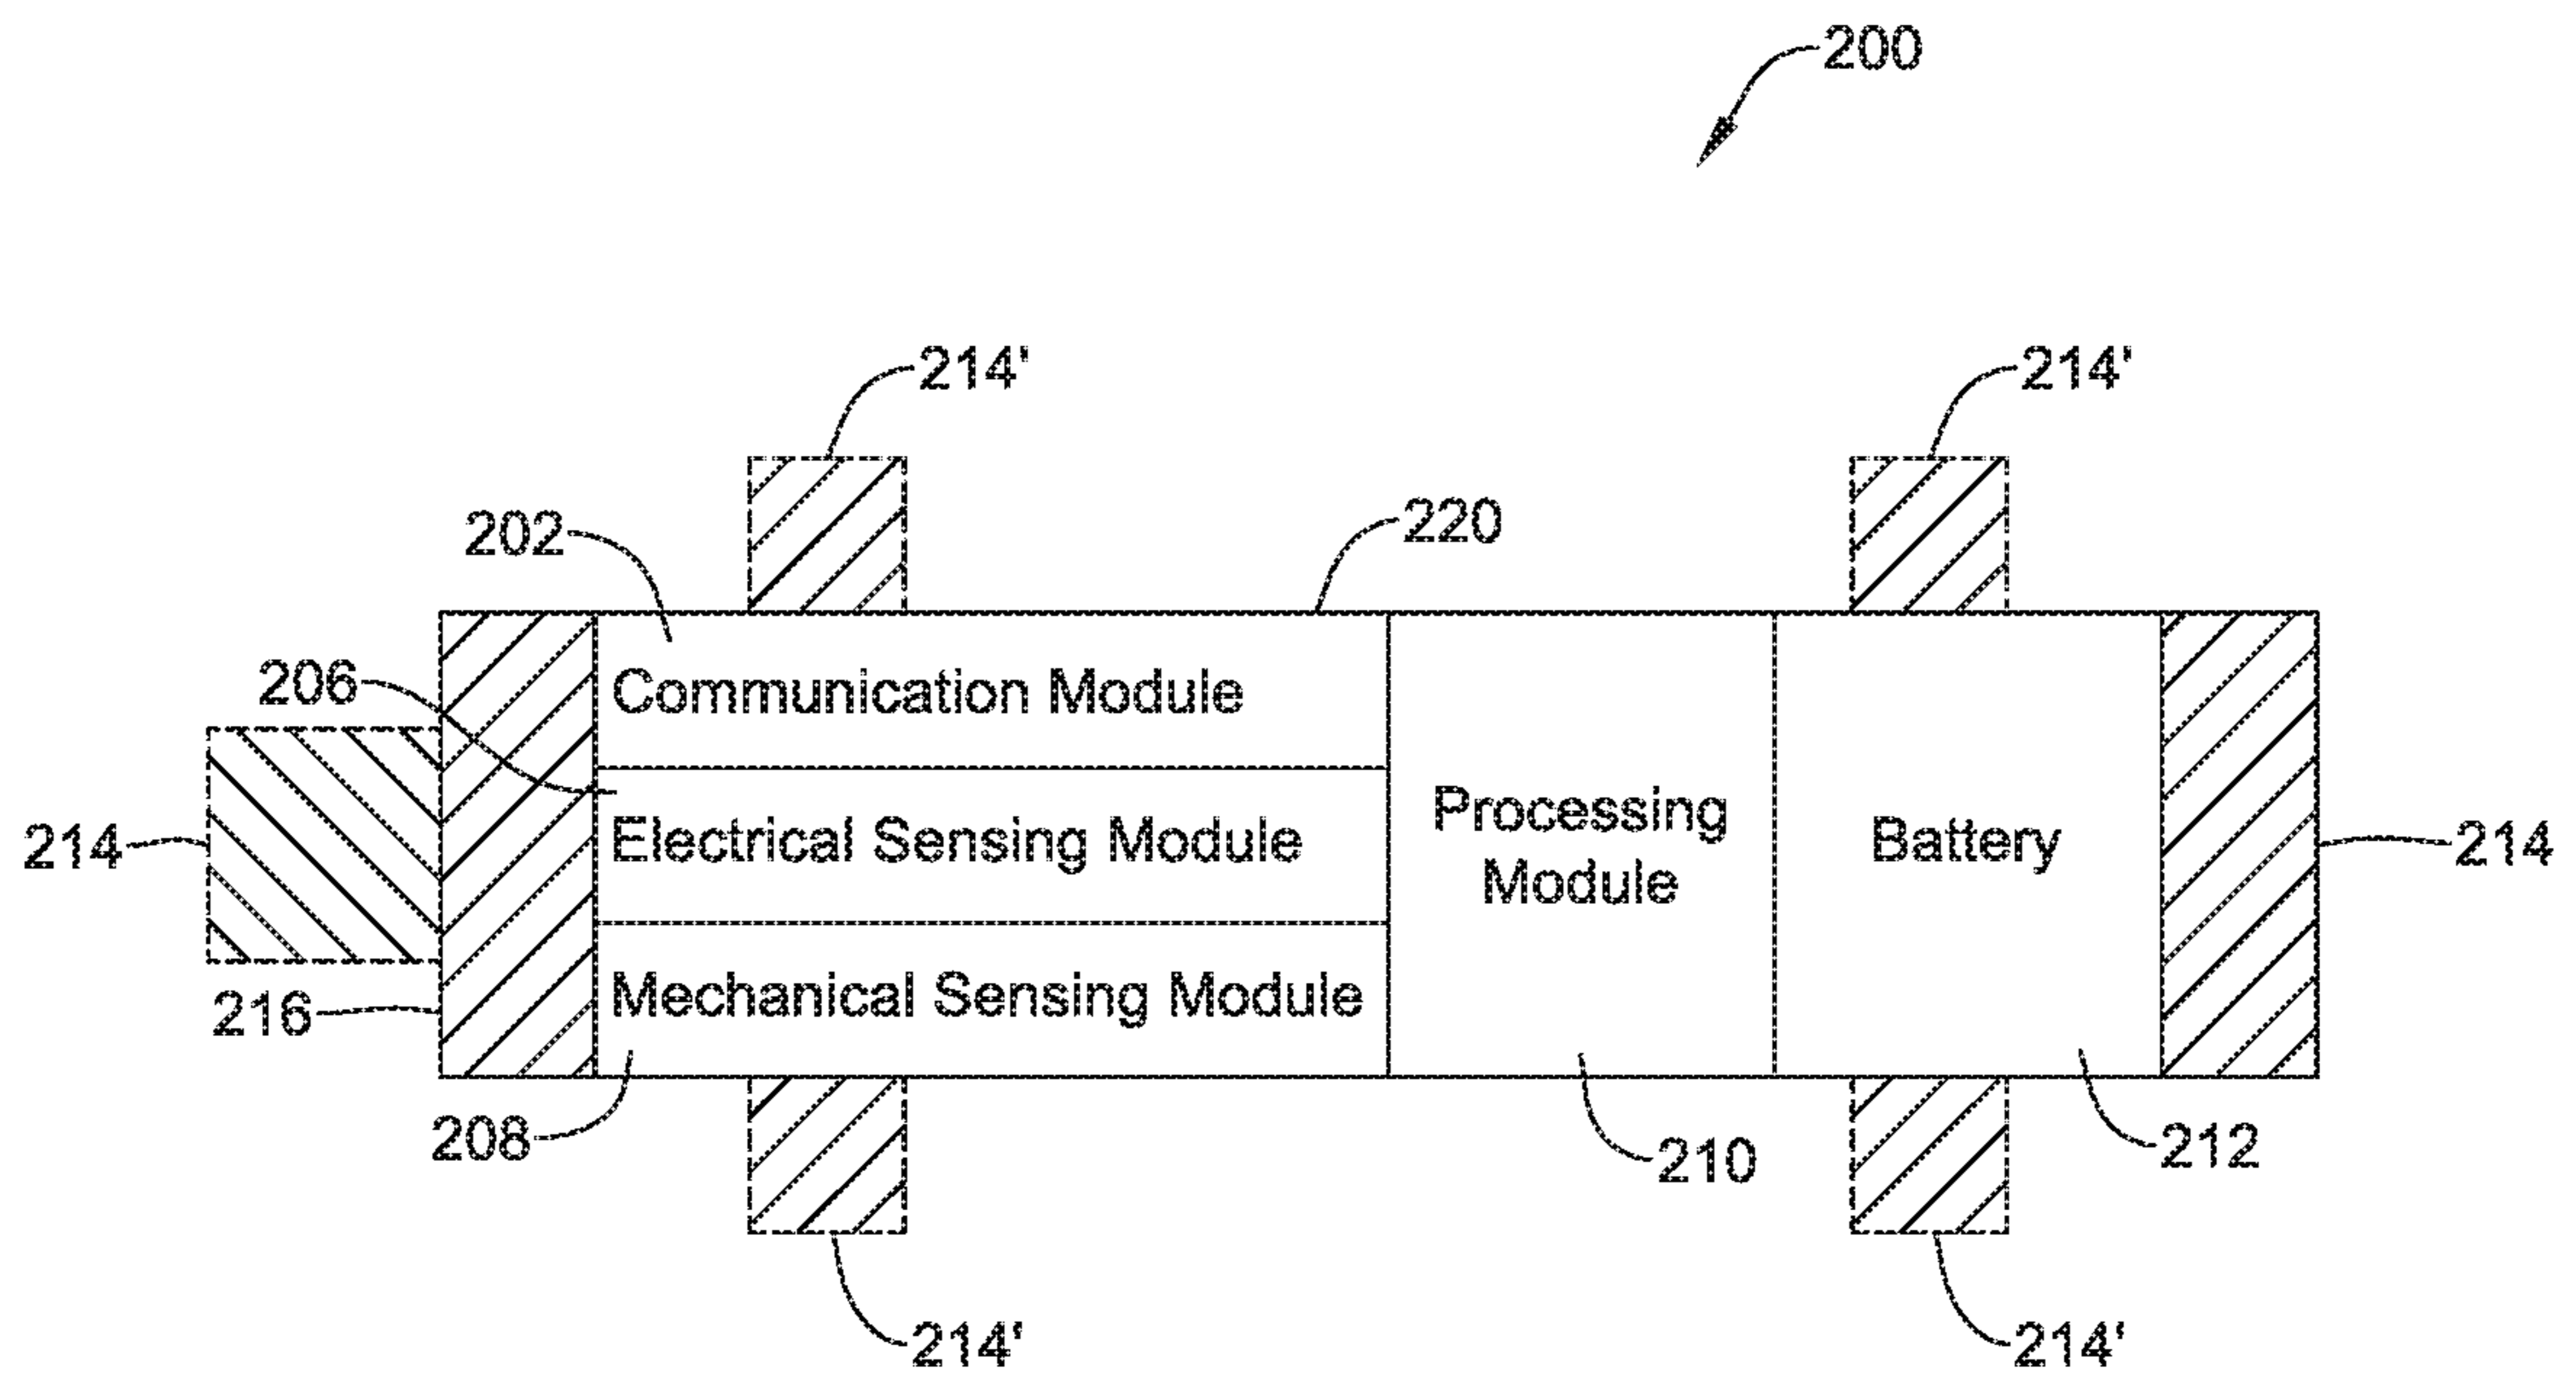 200
214'
214'
202
220
206
Communication Module
214
Electrical Sensing Module
Processing
Module
Battery
214
216
Mechanical Sensing Module
208
210
212
214'
214'